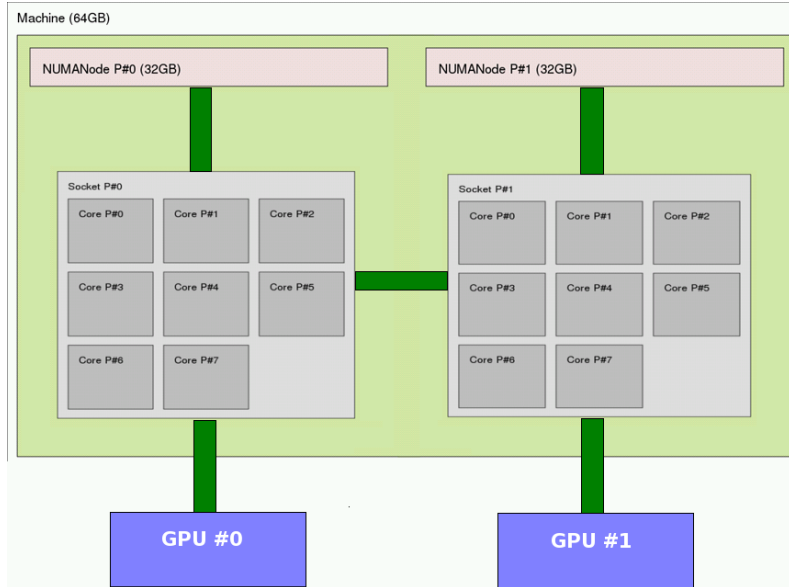 Machine (64GB)
NUMANode P#0 (32GB)
NUMANode P#1 (32GB)
Socket P#0
Core P#0
Core P#1
Core P#2
Core P#3
Core P#4
Core P#5
Core P#6
Core P#7
Socket P#1
Core P#0
Core P#1
Core P#2
Core P#3
Core P#4
Core P#5
Core P#6
Core P#7
GPU #0
GPU #1